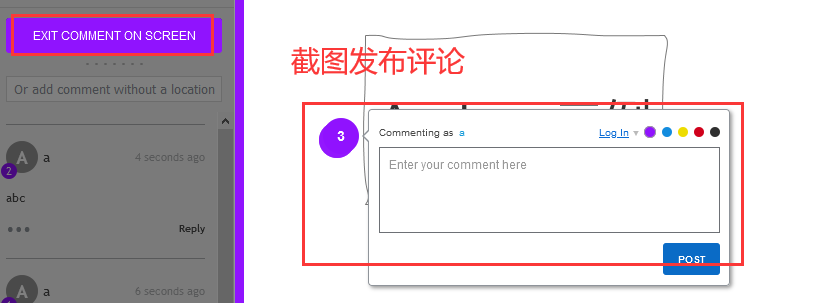 EXIT COMMENT ON SCREEN
Or add comment without a location
A
a
4 seconds ago
2
abc
Reply
A
a
6 seconds ago
截图发布评论
3
Commenting as a
Log In
Enter your comment here
POST